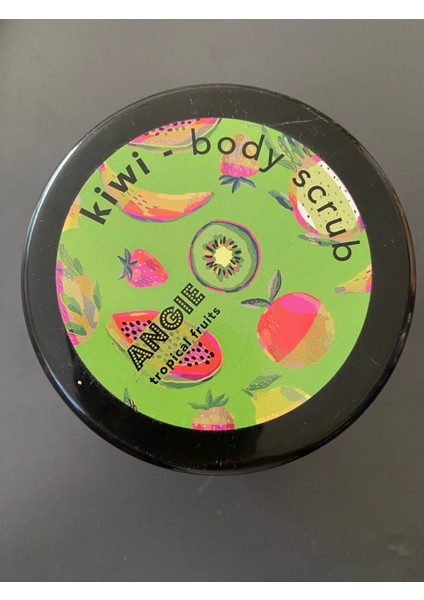 kiwi - body scrub
ANGIE
tropical fruits